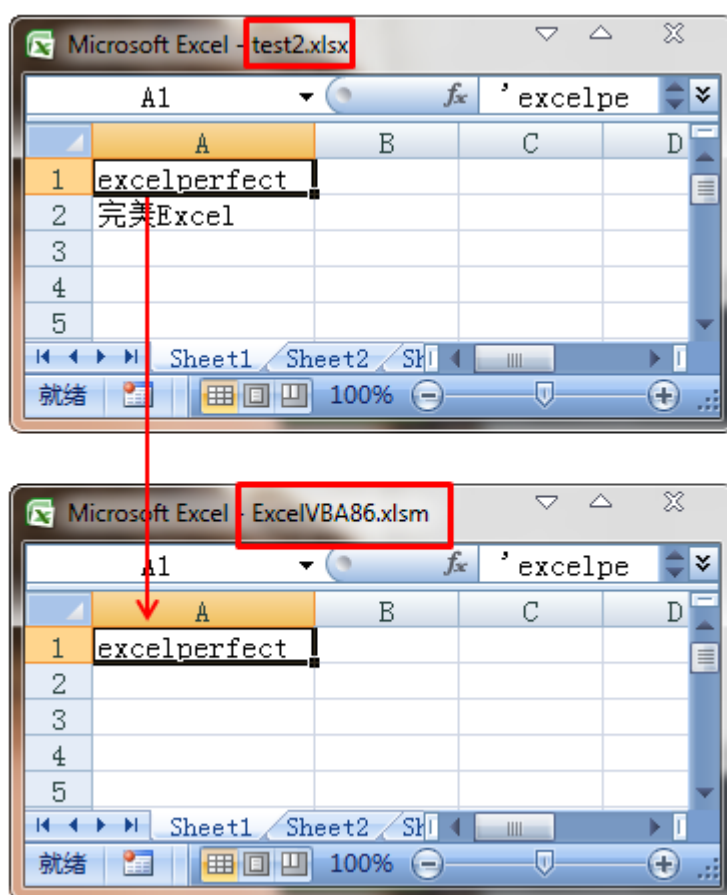 Microsoft Excel - test2.xlsx
A1 fx 'excelpe
A B C D
1 excelperfect
2 完美Excel
3
4
5
Sheet1 Sheet2
就绪 100%
Microsoft Excel - ExcelVBA86.xlsm
A1 fx 'excelpe
A B C D
1 excelperfect
2
3
4
5
Sheet1 Sheet2
就绪 100%